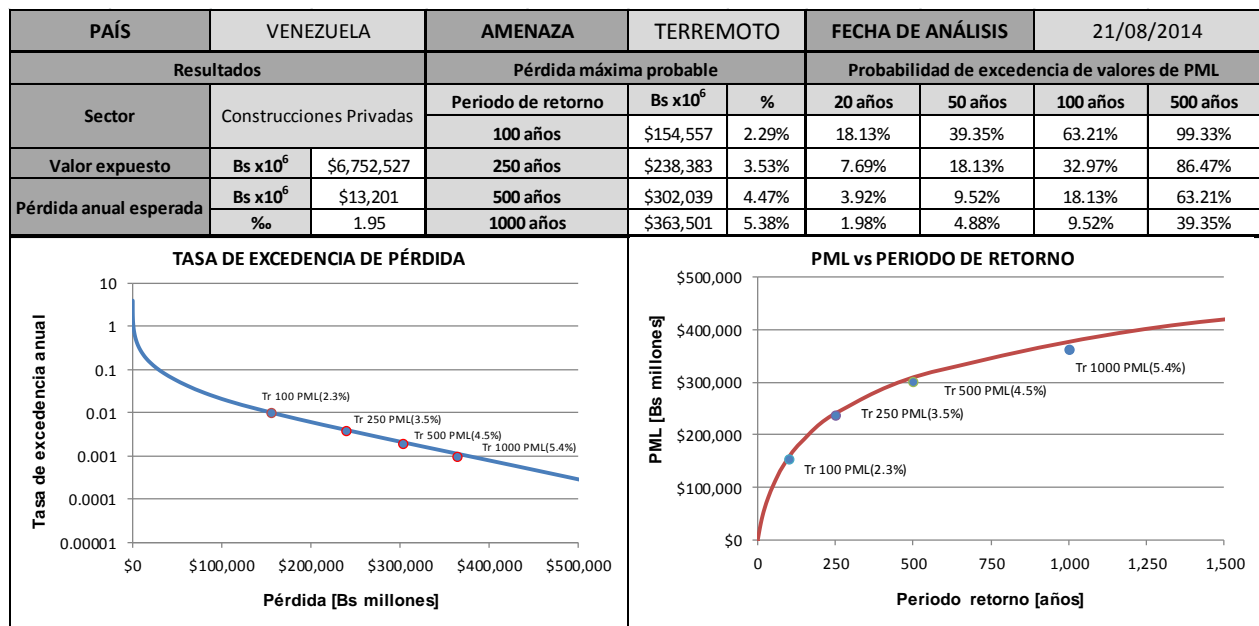 PAÍS VENEZUELA AMENAZA TERREMOTO FECHA DE ANÁLISIS 21/08/2014
Resultados Pérdida máxima probable Probabilidad de excedencia de valores de PML
Sector Construcciones Privadas Periodo de retorno Bs x10⁶ % 20 años 50 años 100 años 500 años
100 años $154,557 2.29% 18.13% 39.35% 63.21% 99.33%
Valor expuesto Bs x10⁶ $6,752,527 250 años $238,383 3.53% 7.69% 18.13% 32.97% 86.47%
Pérdida anual esperada Bs x10⁶ $13,201 500 años $302,039 4.47% 3.92% 9.52% 18.13% 63.21%
‰ 1.95 1000 años $363,501 5.38% 1.98% 4.88% 9.52% 39.35%
TASA DE EXCEDENCIA DE PÉRDIDA
Tasa de excedencia anual
10
1
0.1
0.01
0.001
0.0001
0.00001
Tr 100 PML(2.3%)
Tr 250 PML(3.5%)
Tr 500 PML(4.5%)
Tr 1000 PML(5.4%)
$0 $100,000 $200,000 $300,000 $400,000 $500,000
Pérdida [Bs millones]
PML vs PERIODO DE RETORNO
PML [Bs millones]
$500,000
$400,000
$300,000
$200,000
$100,000
$0
Tr 1000 PML(5.4%)
Tr 500 PML(4.5%)
Tr 250 PML(3.5%)
Tr 100 PML(2.3%)
0 250 500 750 1,000 1,250 1,500
Periodo retorno [años]